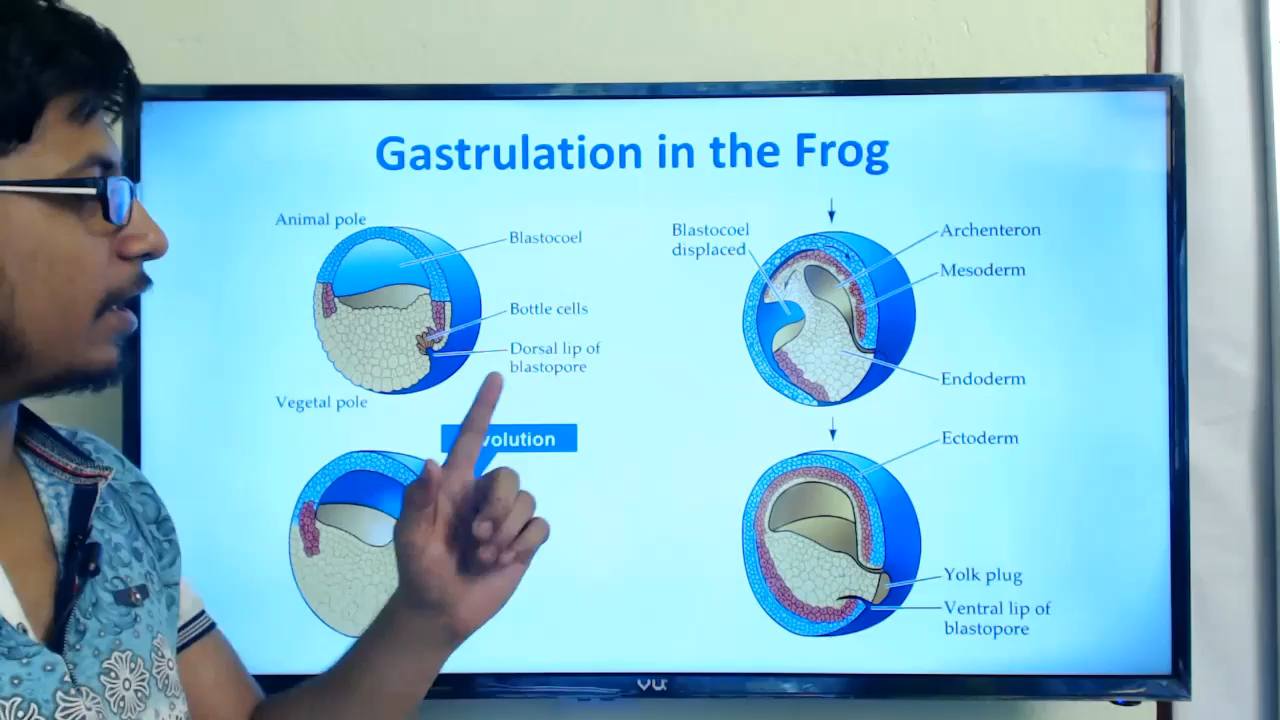 Gastrulation in the Frog
Animal pole
Blastocoel
Bottle cells
Dorsal lip of
blastopore
Vegetal pole
Blastocoel
displaced
Archenteron
Mesoderm
Endoderm
Ectoderm
Yolk plug
Ventral lip of
blastopore
VU